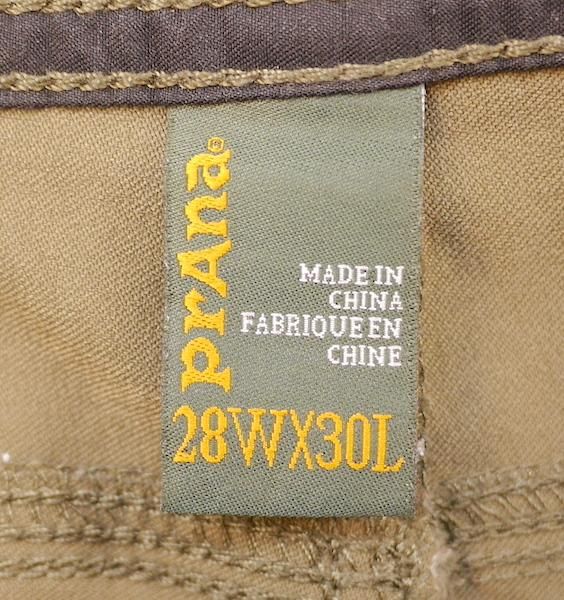 prAna®
MADE IN
CHINA
FABRIQUE EN
CHINE
28WX30L